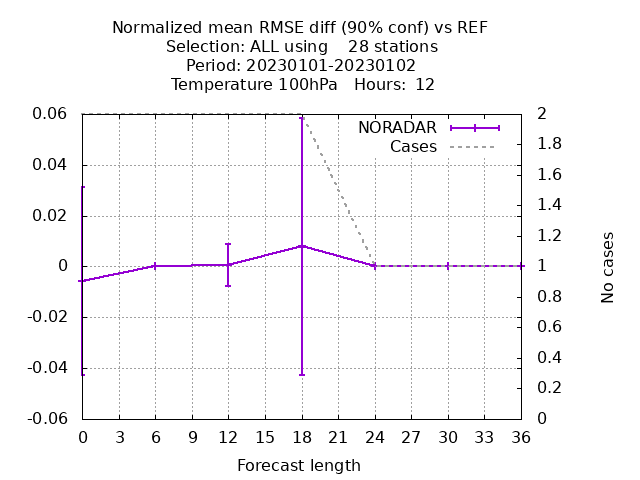 Normalized mean RMSE diff (90% conf) vs REF
Selection: ALL using    28 stations
Period: 20230101-20230102
Temperature 100hPa   Hours:  12
NORADAR
Cases
0.06
0.04
0.02
0
-0.02
-0.04
-0.06
2
1.8
1.6
1.4
1.2
1
0.8
0.6
0.4
0.2
0
No cases
0 3 6 9 12 15 18 21 24 27 30 33 36
Forecast length